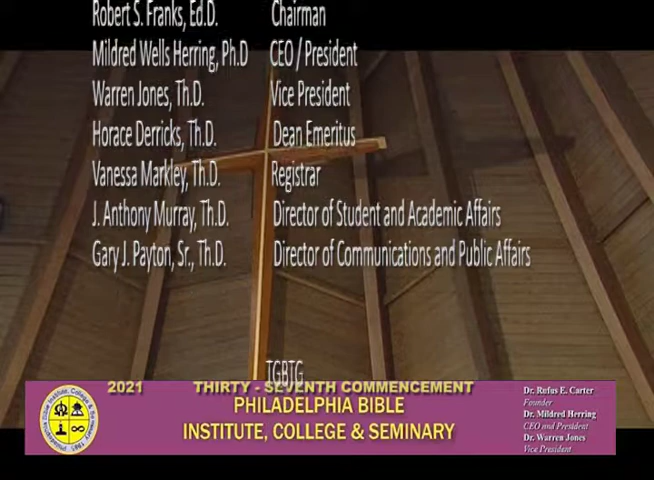 Robert S. Franks, Ed.D. Chairman
Mildred Wells Herring, Ph.D CEO / President
Warren Jones, Th.D. Vice President
Horace Derricks, Th.D. Dean Emeritus
Vanessa Markley, Th.D. Registrar
J. Anthony Murray, Th.D. Director of Student and Academic Affairs
Gary J. Payton, Sr., Th.D. Director of Communications and Public Affairs
TGBTG
2021 THIRTY - SEVENTH COMMENCEMENT
PHILADELPHIA BIBLE
INSTITUTE, COLLEGE & SEMINARY
Dr. Rufus E. Carter
Founder
Dr. Mildred Herring
CEO and President
Dr. Warren Jones
Vice President